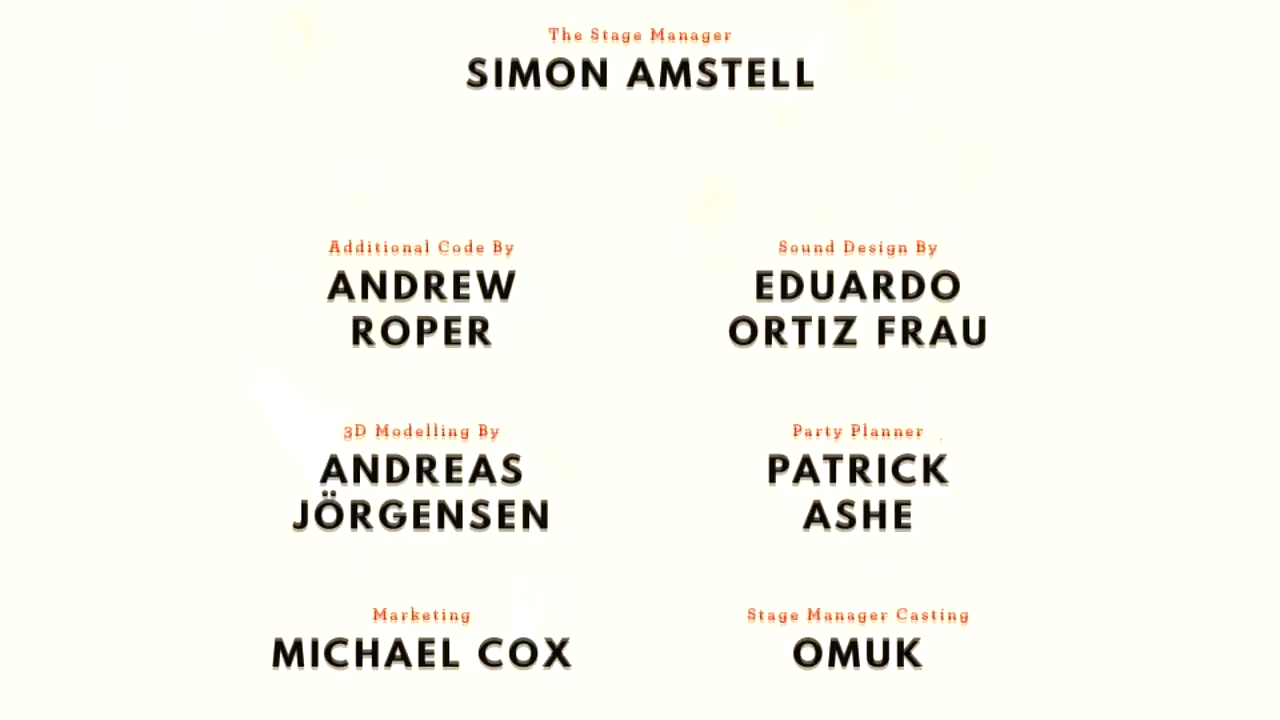 The Stage Manager
SIMON AMSTELL
Additional Code By
ANDREW
ROPER
Sound Design By
EDUARDO
ORTIZ FRAU
3D Modelling By
ANDREAS
JÖRGENSEN
Party Planner
PATRICK
ASHE
Marketing
MICHAEL COX
Stage Manager Casting
OMUK